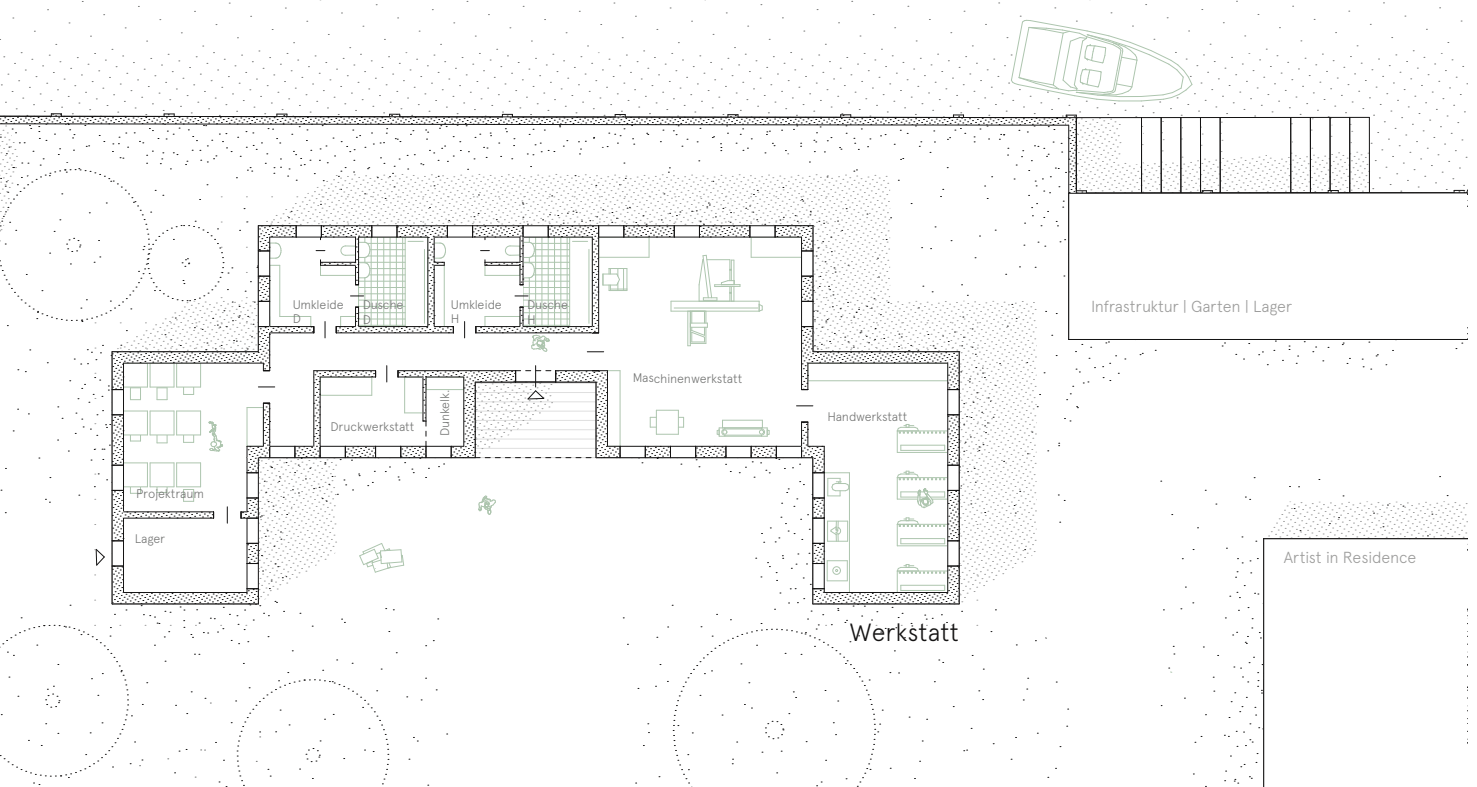 Infrastruktur | Garten | Lager
Umkleide
D
Dusche
D
Umkleide
H
Dusche
H
Maschinenwerkstatt
Handwerkstatt
Druckwerkstatt
Dunkelk.
Projektraum
Lager
Artist in Residence
Werkstatt